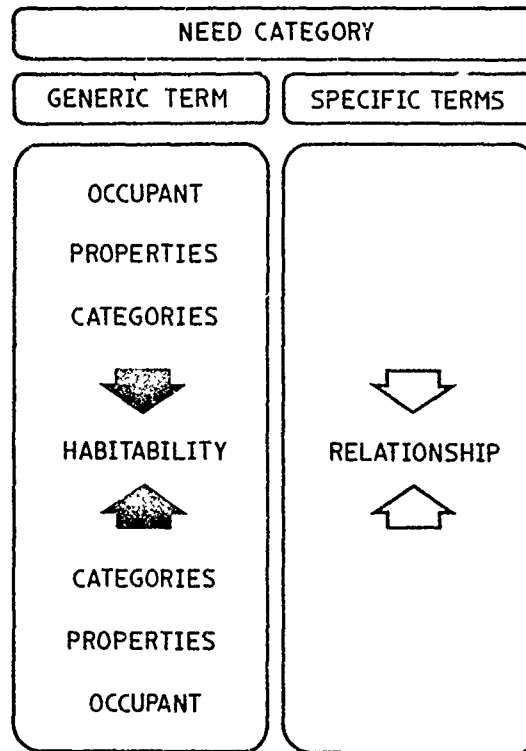 NEED CATEGORY
GENERIC TERM
SPECIFIC TERMS
OCCUPANT
PROPERTIES
CATEGORIES
HABITABILITY
RELATIONSHIP
CATEGORIES
PROPERTIES
OCCUPANT